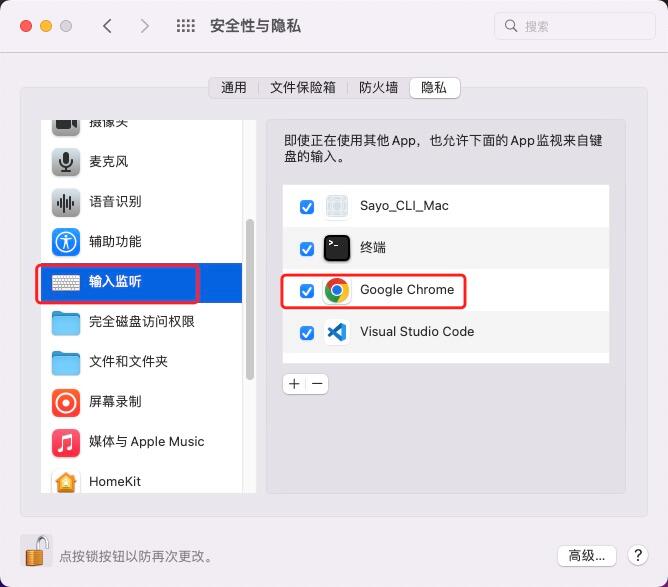 安全性与隐私
搜索
通用
文件保险箱
防火墙
隐私
摄像头
麦克风
语音识别
辅助功能
输入监听
完全磁盘访问权限
文件和文件夹
屏幕录制
媒体与 Apple Music
HomeKit
即使正在使用其他 App，也允许下面的 App 监视来自键
盘的输入。
Sayo_CLI_Mac
终端
Google Chrome
Visual Studio Code
点按锁按钮以防再次更改。
高级...
?